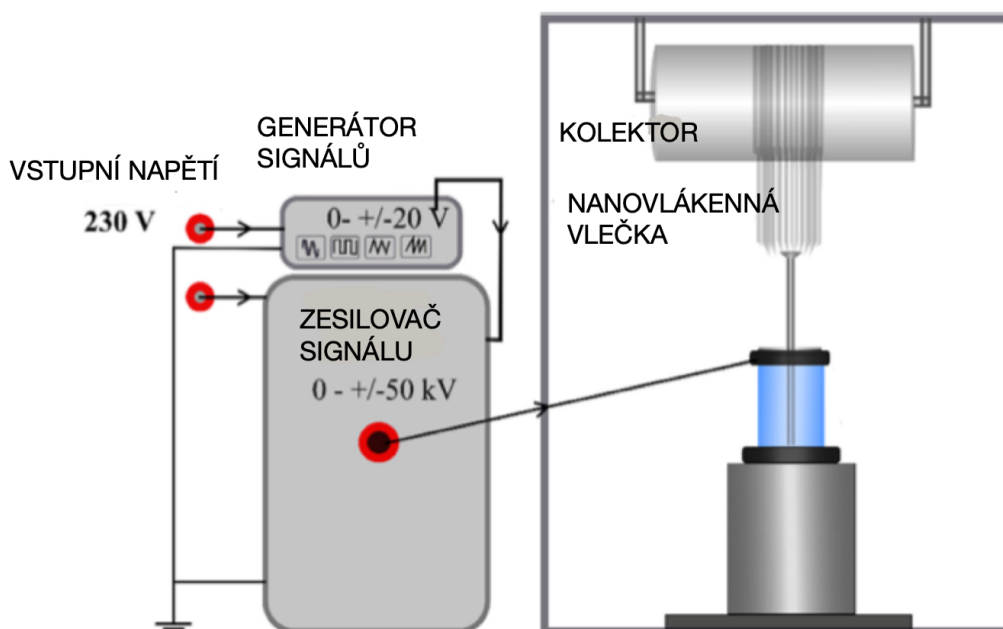 VSTUPNÍ NAPĚTÍ
230 V
GENERÁTOR
SIGNÁLŮ
0- +/-20 V
ZESILOVAČ
SIGNÁLU
0 - +/-50 kV
KOLEKTOR
NANOVLÁKENNÁ
VLEČKA